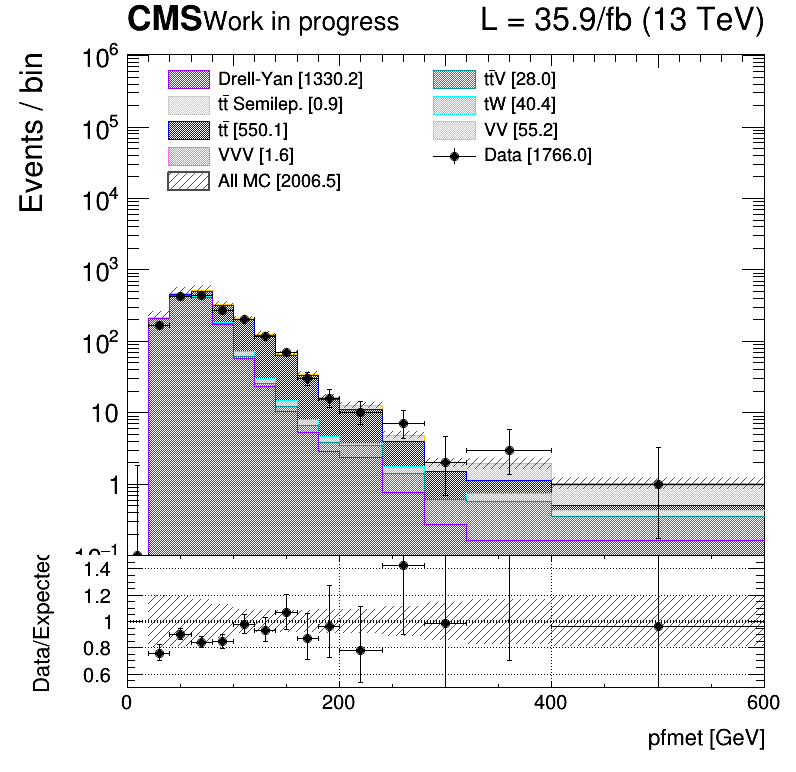 CMS Work in progress L = 35.9/fb (13 TeV)
Events / bin
10⁶
10⁵
10⁴
10³
10²
10
1
10⁻¹
Drell-Yan [1330.2]
tt̄ Semilep. [0.9]
tt̄ [550.1]
VVV [1.6]
All MC [2006.5]
tt̄V [28.0]
tW [40.4]
VV [55.2]
Data [1766.0]
Data/Expected
1.4
1.2
1
0.8
0.6
0 200 400 600
pfmet [GeV]